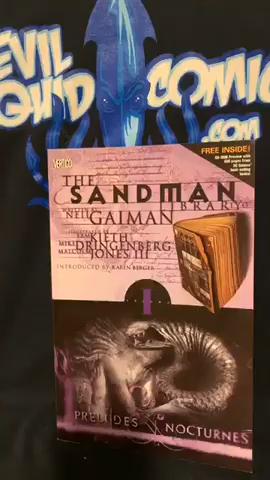 EVIL
SQUID COMIC
.COM
VERTIGO
FREE INSIDE!
THE
SANDMAN
LIBRARY
NEIL GAIMAN
SAM KIETH
MIKE DRINGENBERG
MALCOLM JONES III
INTRODUCED BY KAREN BERGER
I
PRELUDES & NOCTURNES